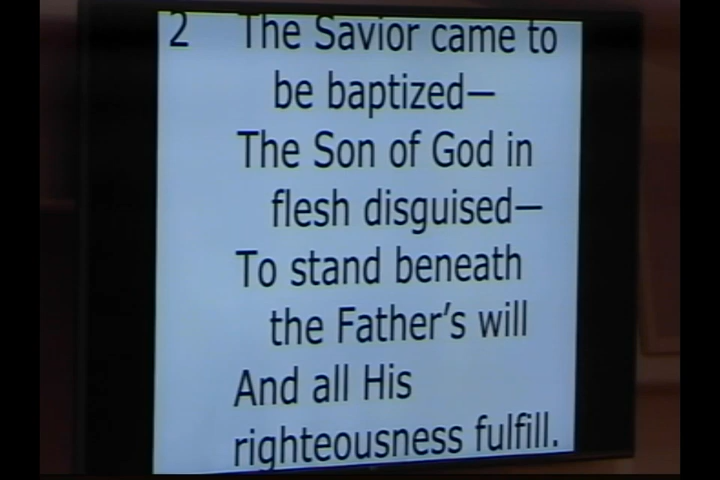 2 The Savior came to
be baptized—
The Son of God in
flesh disguised—
To stand beneath
the Father's will
And all His
righteousness fulfill.